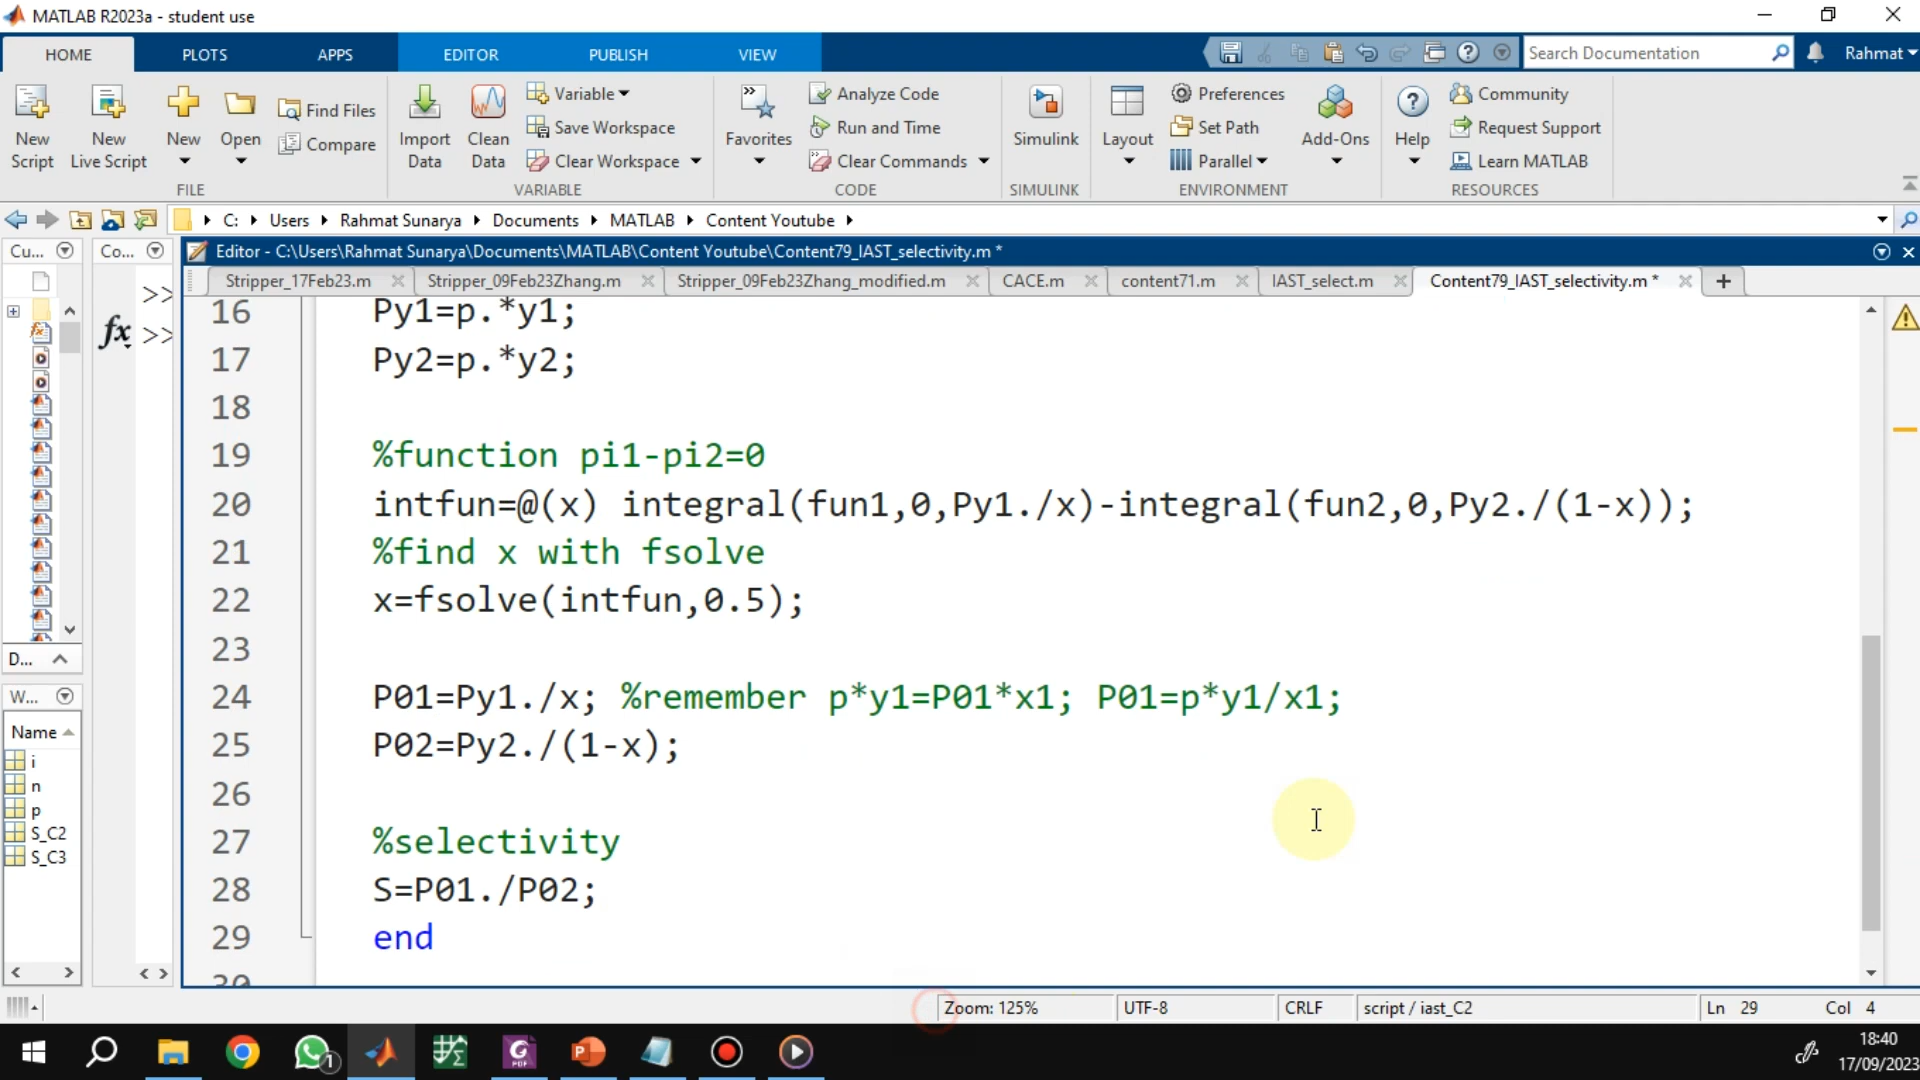 MATLAB R2023a - student use
HOME PLOTS APPS EDITOR PUBLISH VIEW Search Documentation Rahmat
New Script New Live Script New Open Find Files Compare Import Data Clean Data Variable Save Workspace Clear Workspace Favorites Analyze Code Run and Time Clear Commands Simulink Layout Preferences Set Path Parallel Add-Ons Help Community Request Support Learn MATLAB
FILE VARIABLE CODE SIMULINK ENVIRONMENT RESOURCES
C: Users Rahmat Sunarya Documents MATLAB Content Youtube
Cu... Co... Editor - C:\Users\Rahmat Sunarya\Documents\MATLAB\Content Youtube\Content79_IAST_selectivity.m *
Stripper_17Feb23.m Stripper_09Feb23Zhang.m Stripper_09Feb23Zhang_modified.m CACE.m content71.m IAST_select.m Content79_IAST_selectivity.m * +
>>
fx >>
16 Py1=p.*y1;
17 Py2=p.*y2;
18
19 %function pi1-pi2=0
20 intfun=@(x) integral(fun1,0,Py1./x)-integral(fun2,0,Py2./(1-x));
21 %find x with fsolve
22 x=fsolve(intfun,0.5);
23
24 P01=Py1./x; %remember p*y1=P01*x1; P01=p*y1/x1;
25 P02=Py2./(1-x);
26
27 %selectivity
28 S=P01./P02;
29 end
30
D...
W...
Name
i
n
p
S_C2
S_C3
Zoom: 125% UTF-8 CRLF script / iast_C2 Ln 29 Col 4
1
18:40
17/09/2023